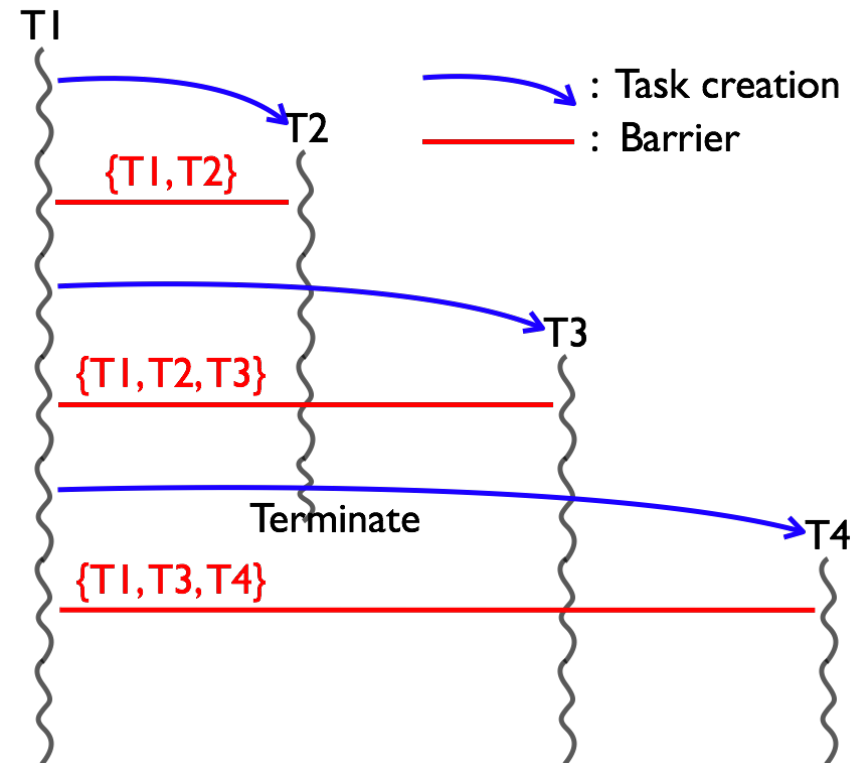 T1
: Task creation
T2
: Barrier
{T1,T2}
T3
{T1,T2,T3}
Terminate
T4
{T1,T3,T4}